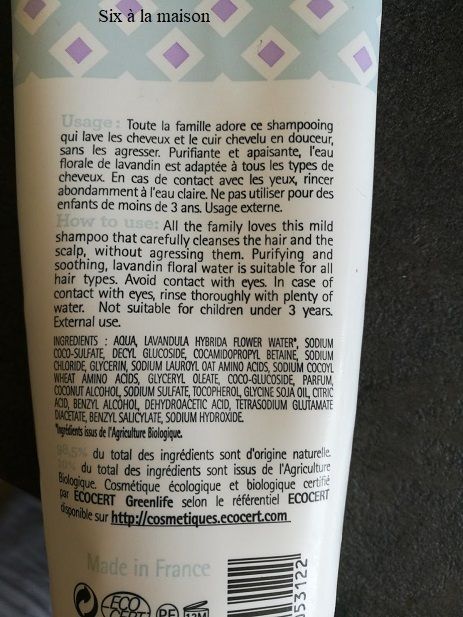 Six à la maison
Usage : Toute la famille adore ce shampooing
qui lave les cheveux et le cuir chevelu en douceur,
sans les agresser. Purifiante et apaisante, l'eau
florale de lavandin est adaptée à tous les types de
cheveux. En cas de contact avec les yeux, rincer
abondamment à l'eau claire. Ne pas utiliser pour des
enfants de moins de 3 ans. Usage externe.
How to use: All the family loves this mild
shampoo that carefully cleanses the hair and the
scalp, without agressing them. Purifying and
soothing, lavandin floral water is suitable for all
hair types. Avoid contact with eyes. In case of
contact with eyes, rinse thoroughly with plenty of
water. Not suitable for children under 3 years.
External use.
INGREDIENTS : AQUA, LAVANDULA HYBRIDA FLOWER WATER*, SODIUM
COCO-SULFATE, DECYL GLUCOSIDE, COCAMIDOPROPYL BETAINE, SODIUM
CHLORIDE, GLYCERIN, SODIUM LAUROYL OAT AMINO ACIDS, SODIUM COCOYL
WHEAT AMINO ACIDS, GLYCERYL OLEATE, COCO-GLUCOSIDE, PARFUM,
COCONUT ALCOHOL, SODIUM SULFATE, TOCOPHEROL, GLYCINE SOJA OIL, CITRIC
ACID, BENZYL ALCOHOL, DEHYDROACETIC ACID, TETRASODIUM GLUTAMATE
DIACETATE, BENZYL SALICYLATE, SODIUM HYDROXIDE.
*Ingrédients issus de l'Agriculture Biologique.
98,5% du total des ingrédients sont d'origine naturelle.
du total des ingrédients sont issus de l'Agriculture
Biologique. Cosmétique écologique et biologique certifié
par ECOCERT Greenlife selon le référentiel ECOCERT
disponible sur http://cosmetiques.ecocert.com
Made in France
ECO
CERT
PE
12M
053122